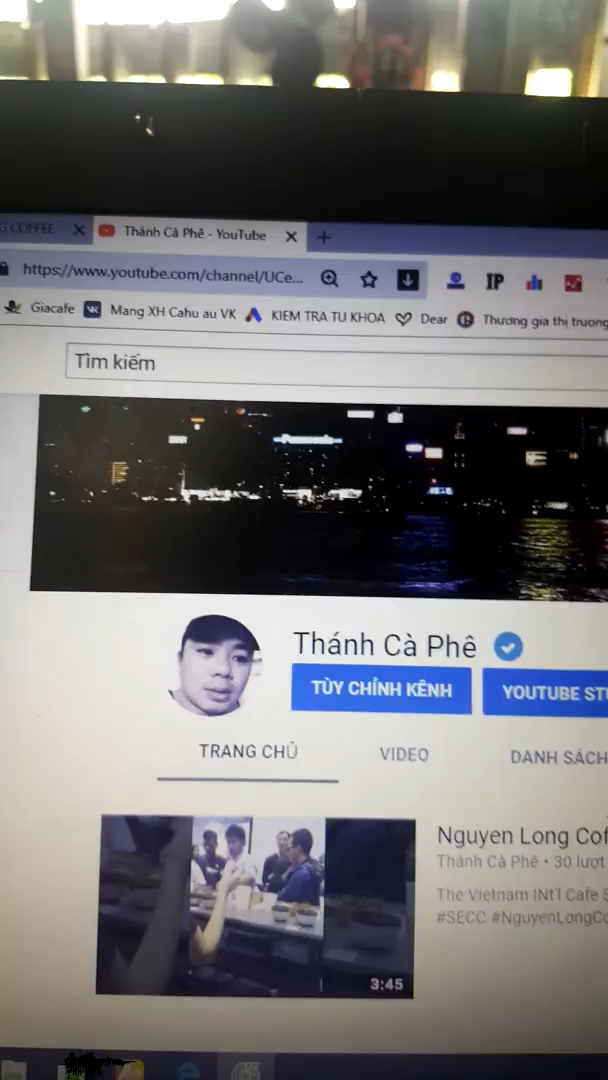 G COFFEE
Thánh Cà Phê - YouTube
https://www.youtube.com/channel/UCe...
IP
Giacafe
VK
Mang XH Cahu au VK
KIEM TRA TU KHOA
Dear
Thương gia thị truong
Tìm kiếm
Panasonic
Thánh Cà Phê
TÙY CHỈNH KÊNH
YOUTUBE STU
TRANG CHỦ
VIDEO
DANH SÁCH
Nguyen Long Cof
Thánh Cà Phê • 30 lượt
The Vietnam INt'l Cafe S
#SECC #NguyenLongCo
3:45